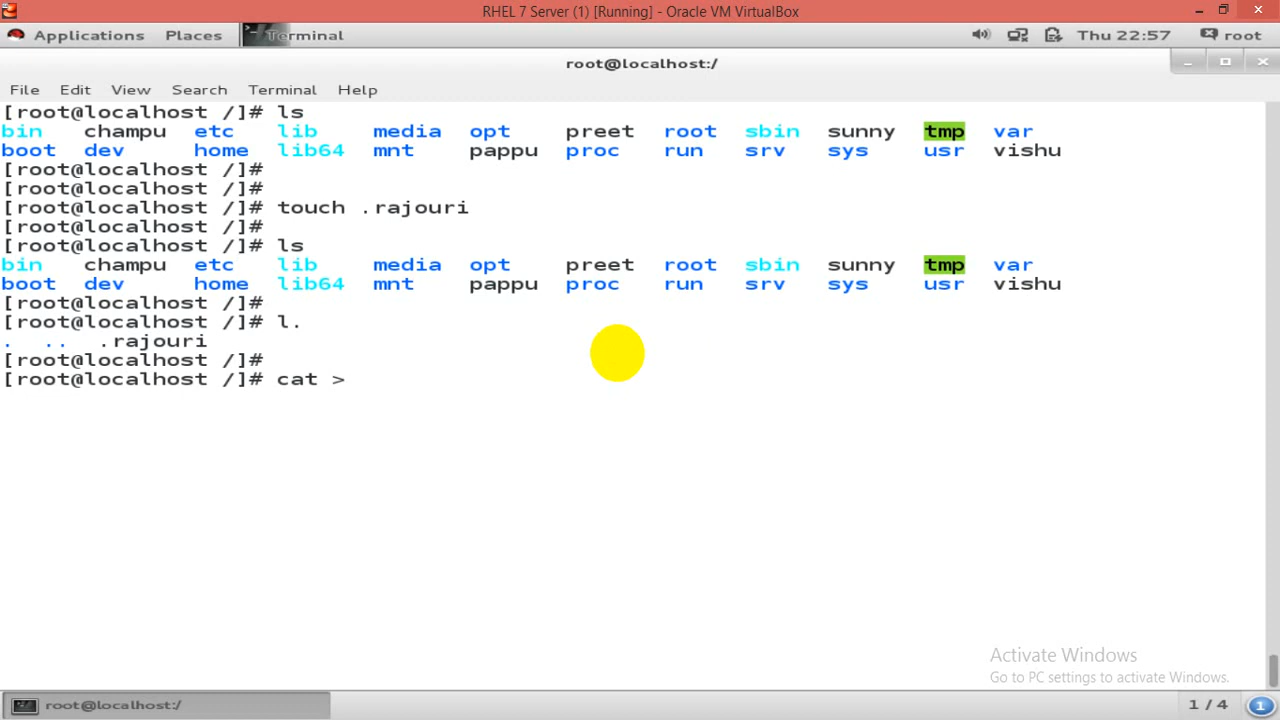 RHEL 7 Server (1) [Running] - Oracle VM VirtualBox
Applications Places Terminal Thu 22:57 root
root@localhost:/
File Edit View Search Terminal Help
[root@localhost /]# ls
bin champu etc lib media opt preet root sbin sunny tmp var
boot dev home lib64 mnt pappu proc run srv sys usr vishu
[root@localhost /]#
[root@localhost /]#
[root@localhost /]# touch .rajouri
[root@localhost /]#
[root@localhost /]# ls
bin champu etc lib media opt preet root sbin sunny tmp var
boot dev home lib64 mnt pappu proc run srv sys usr vishu
[root@localhost /]#
[root@localhost /]# l.
. .. .rajouri
[root@localhost /]#
[root@localhost /]# cat >
Activate Windows
Go to PC settings to activate Windows.
root@localhost:/ 1 / 4 1